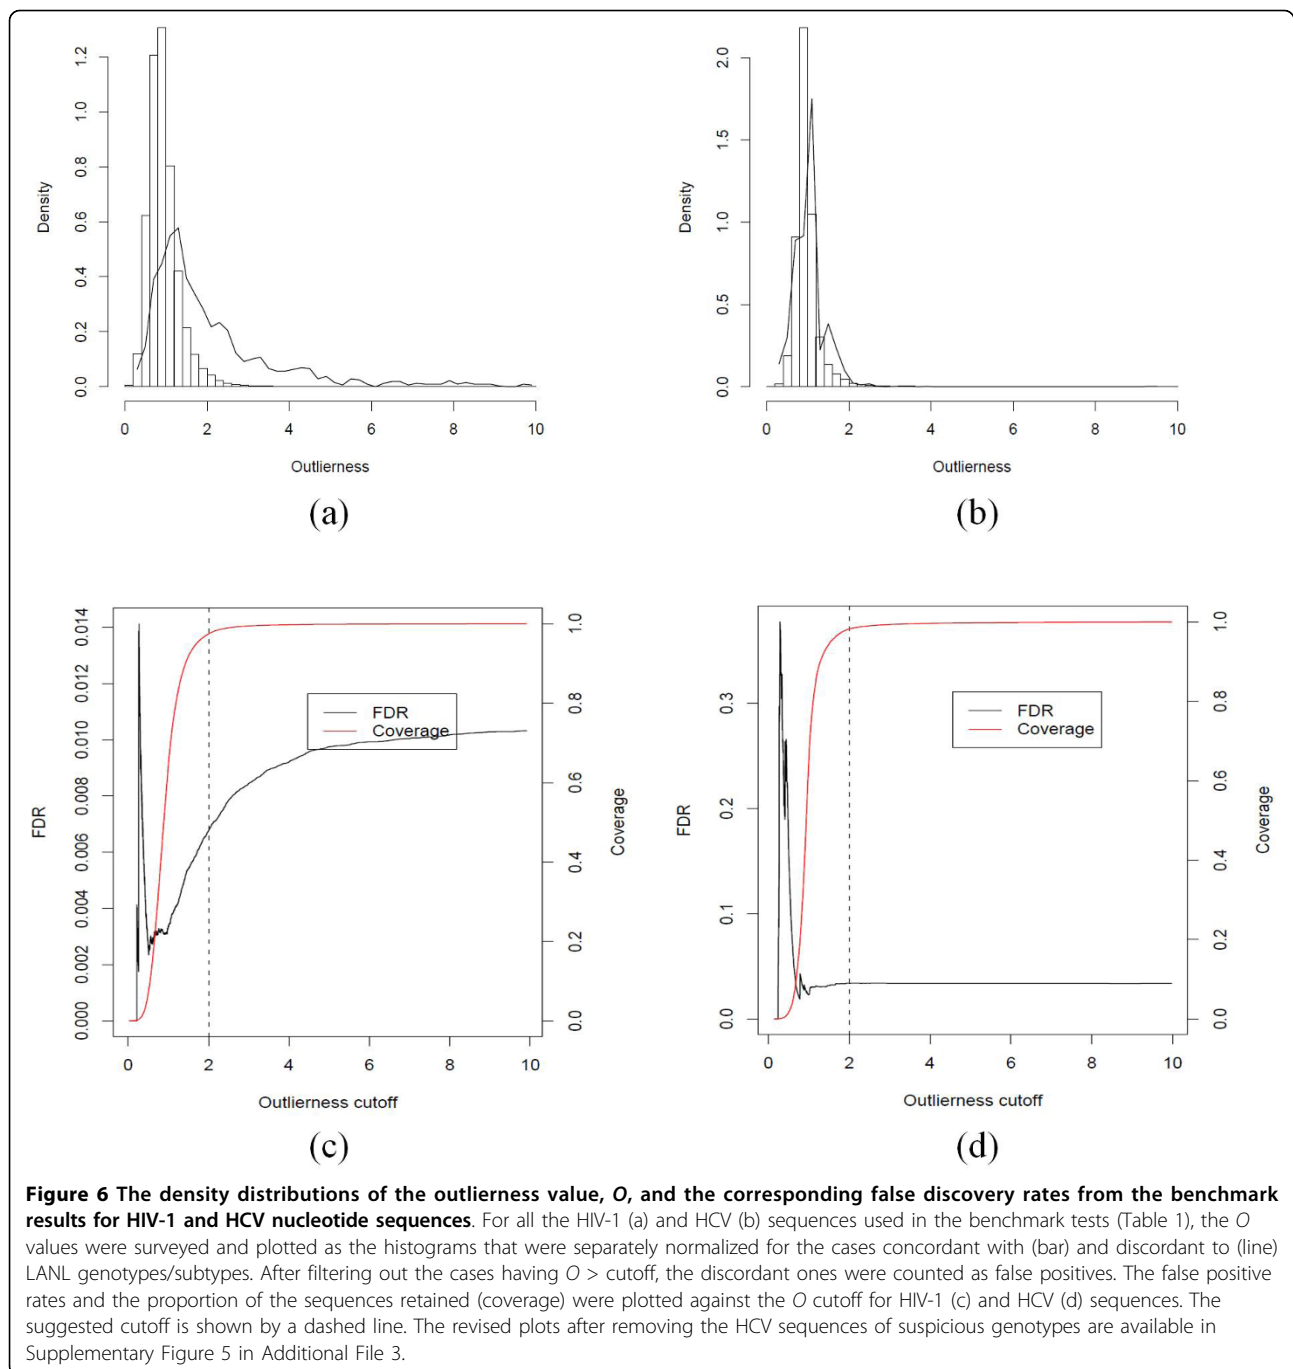 1.2
1.0
0.8
0.6
0.4
0.2
0.0
Density
0 2 4 6 8 10
Outlierness
(a)
2.0
1.5
1.0
0.5
0.0
Density
0 2 4 6 8 10
Outlierness
(b)
0.014
0.012
0.010
0.008
0.006
0.004
0.002
0.000
FDR
FDR
Coverage
1.0
0.8
0.6
0.4
0.2
0.0
Coverage
0 2 4 6 8 10
Outlierness cutoff
(c)
0.3
0.2
0.1
0.0
FDR
FDR
Coverage
1.0
0.8
0.6
0.4
0.2
0.0
Coverage
0 2 4 6 8 10
Outlierness cutoff
(d)
Figure 6 The density distributions of the outlierness value, O, and the corresponding false discovery rates from the benchmark
results for HIV-1 and HCV nucleotide sequences. For all the HIV-1 (a) and HCV (b) sequences used in the benchmark tests (Table 1), the O
values were surveyed and plotted as the histograms that were separately normalized for the cases concordant with (bar) and discordant to (line)
LANL genotypes/subtypes. After filtering out the cases having O > cutoff, the discordant ones were counted as false positives. The false positive
rates and the proportion of the sequences retained (coverage) were plotted against the O cutoff for HIV-1 (c) and HCV (d) sequences. The
suggested cutoff is shown by a dashed line. The revised plots after removing the HCV sequences of suspicious genotypes are available in
Supplementary Figure 5 in Additional File 3.